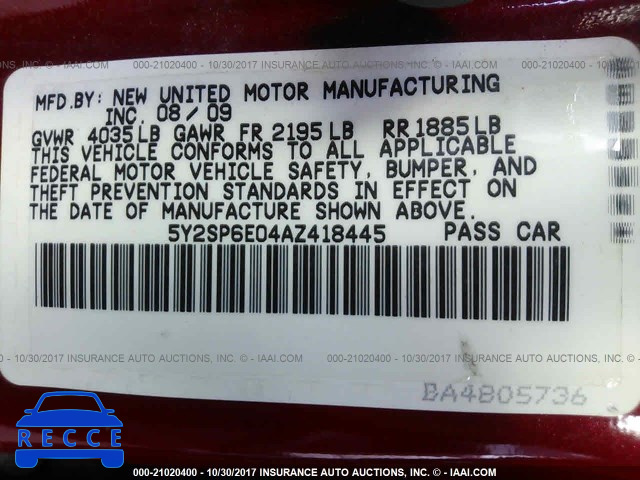 000-21020400 - 10/30/2017 INSURANCE AUTO AUCTIONS, INC. © - IAAI.COM
MFD.BY: NEW UNITED MOTOR MANUFACTURING
INC. 08/09
GVWR 4035LB GAWR FR 2195LB RR1885LB
THIS VEHICLE CONFORMS TO ALL APPLICABLE
FEDERAL MOTOR VEHICLE SAFETY, BUMPER, AND
THEFT PREVENTION STANDARDS IN EFFECT ON
THE DATE OF MANUFACTURE SHOWN ABOVE.
5Y2SP6E04AZ418445 PASS CAR
000-21020400 - 10/30/2017 INSURANCE AUTO AUCTIONS, INC. © - IAAI.COM
BA4805736
RECCE
000-21020400 - 10/30/2017 INSURANCE AUTO AUCTIONS, INC. © - IAAI.COM